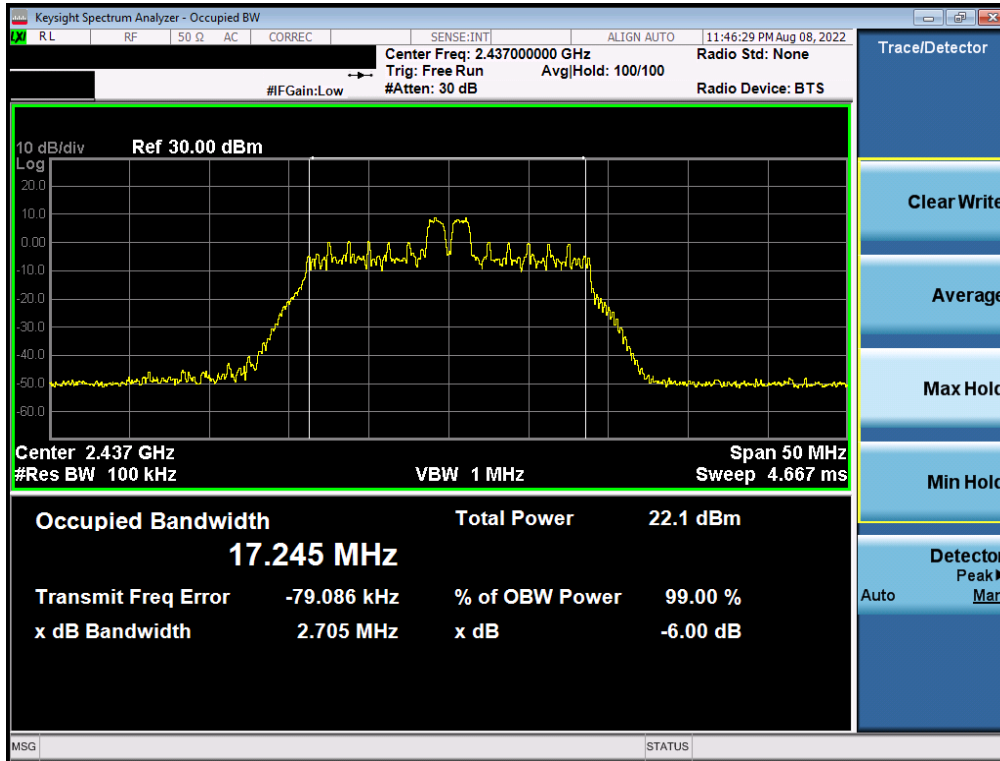 Keysight Spectrum Analyzer - Occupied BW
LXI RL RF 50 Ω AC CORREC SENSE:INT ALIGN AUTO 11:46:29 PM Aug 08, 2022
Center Freq: 2.437000000 GHz Radio Std: None
Trig: Free Run Avg|Hold: 100/100
#IFGain:Low #Atten: 30 dB Radio Device: BTS
10 dB/div Ref 30.00 dBm
Log
20.0
10.0
0.00
-10.0
-20.0
-30.0
-40.0
-50.0
-60.0
Center 2.437 GHz Span 50 MHz
#Res BW 100 kHz VBW 1 MHz Sweep 4.667 ms
Occupied Bandwidth Total Power 22.1 dBm
17.245 MHz
Transmit Freq Error -79.086 kHz % of OBW Power 99.00 %
x dB Bandwidth 2.705 MHz x dB -6.00 dB
MSG STATUS
Trace/Detector
Clear Write
Average
Max Hold
Min Hold
Detector
Peak
Auto Man